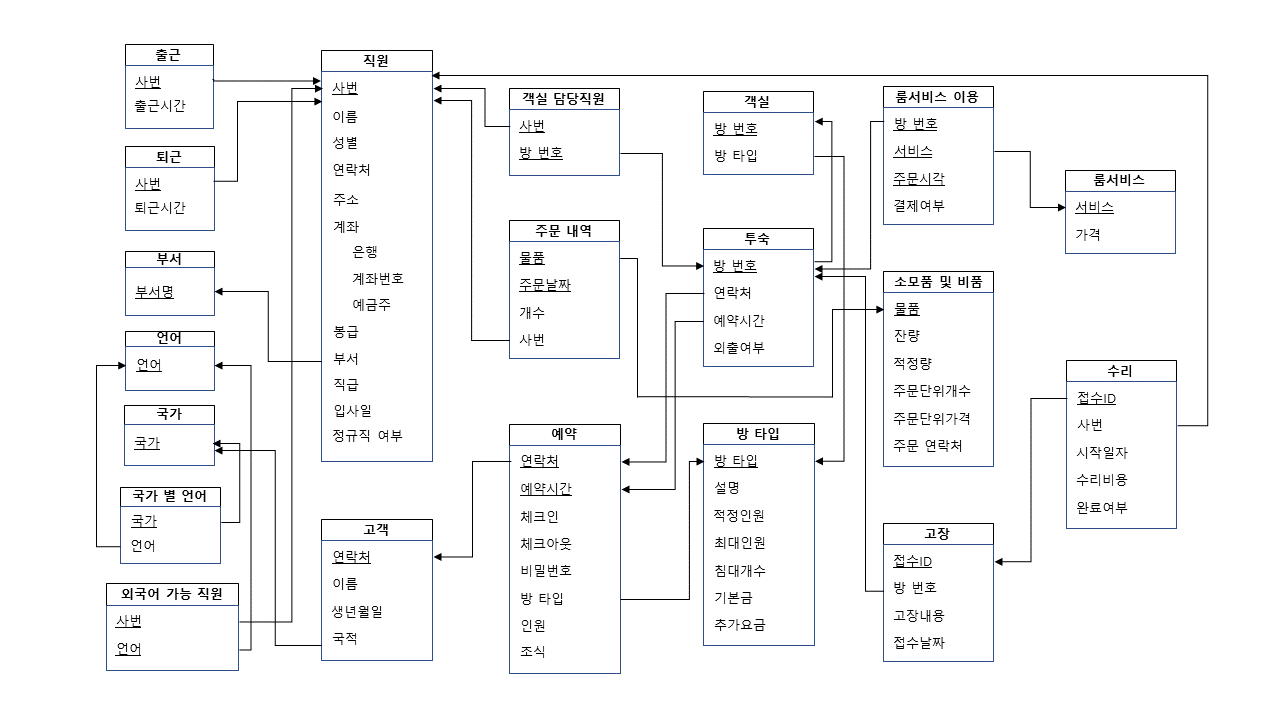 출근
사번
출근시간
퇴근
사번
퇴근시간
부서
부서명
언어
언어
국가
국가
국가 별 언어
국가
언어
외국어 가능 직원
사번
언어
직원
사번
이름
성별
연락처
주소
계좌
은행
계좌번호
예금주
봉급
부서
직급
입사일
정규직 여부
고객
연락처
이름
생년월일
국적
객실 담당직원
사번
방 번호
주문 내역
물품
주문날짜
개수
사번
예약
연락처
예약시간
체크인
체크아웃
비밀번호
방 타입
인원
조식
객실
방 번호
방 타입
투숙
방 번호
연락처
예약시간
외출여부
방 타입
방 타입
설명
적정인원
최대인원
침대개수
기본금
추가요금
룸서비스 이용
방 번호
서비스
주문시각
결제여부
소모품 및 비품
물품
잔량
적정량
주문단위개수
주문단위가격
주문 연락처
고장
접수ID
방 번호
고장내용
접수날짜
룸서비스
서비스
가격
수리
접수ID
사번
시작일자
수리비용
완료여부